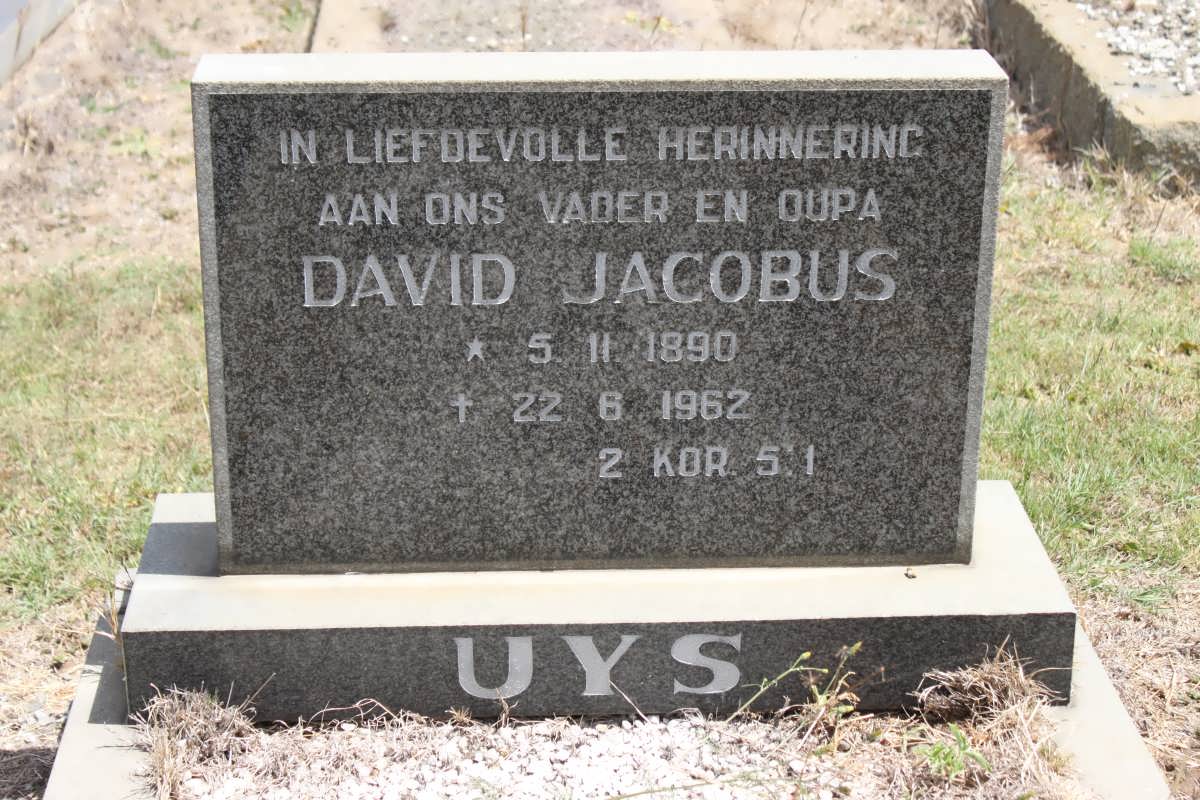 IN LIEFDEVOLLE HERINNERING
AAN ONS VADER EN OUPA
DAVID JACOBUS
★ 5 11 1890
† 22 6 1962
2 KOR 5:1
UYS